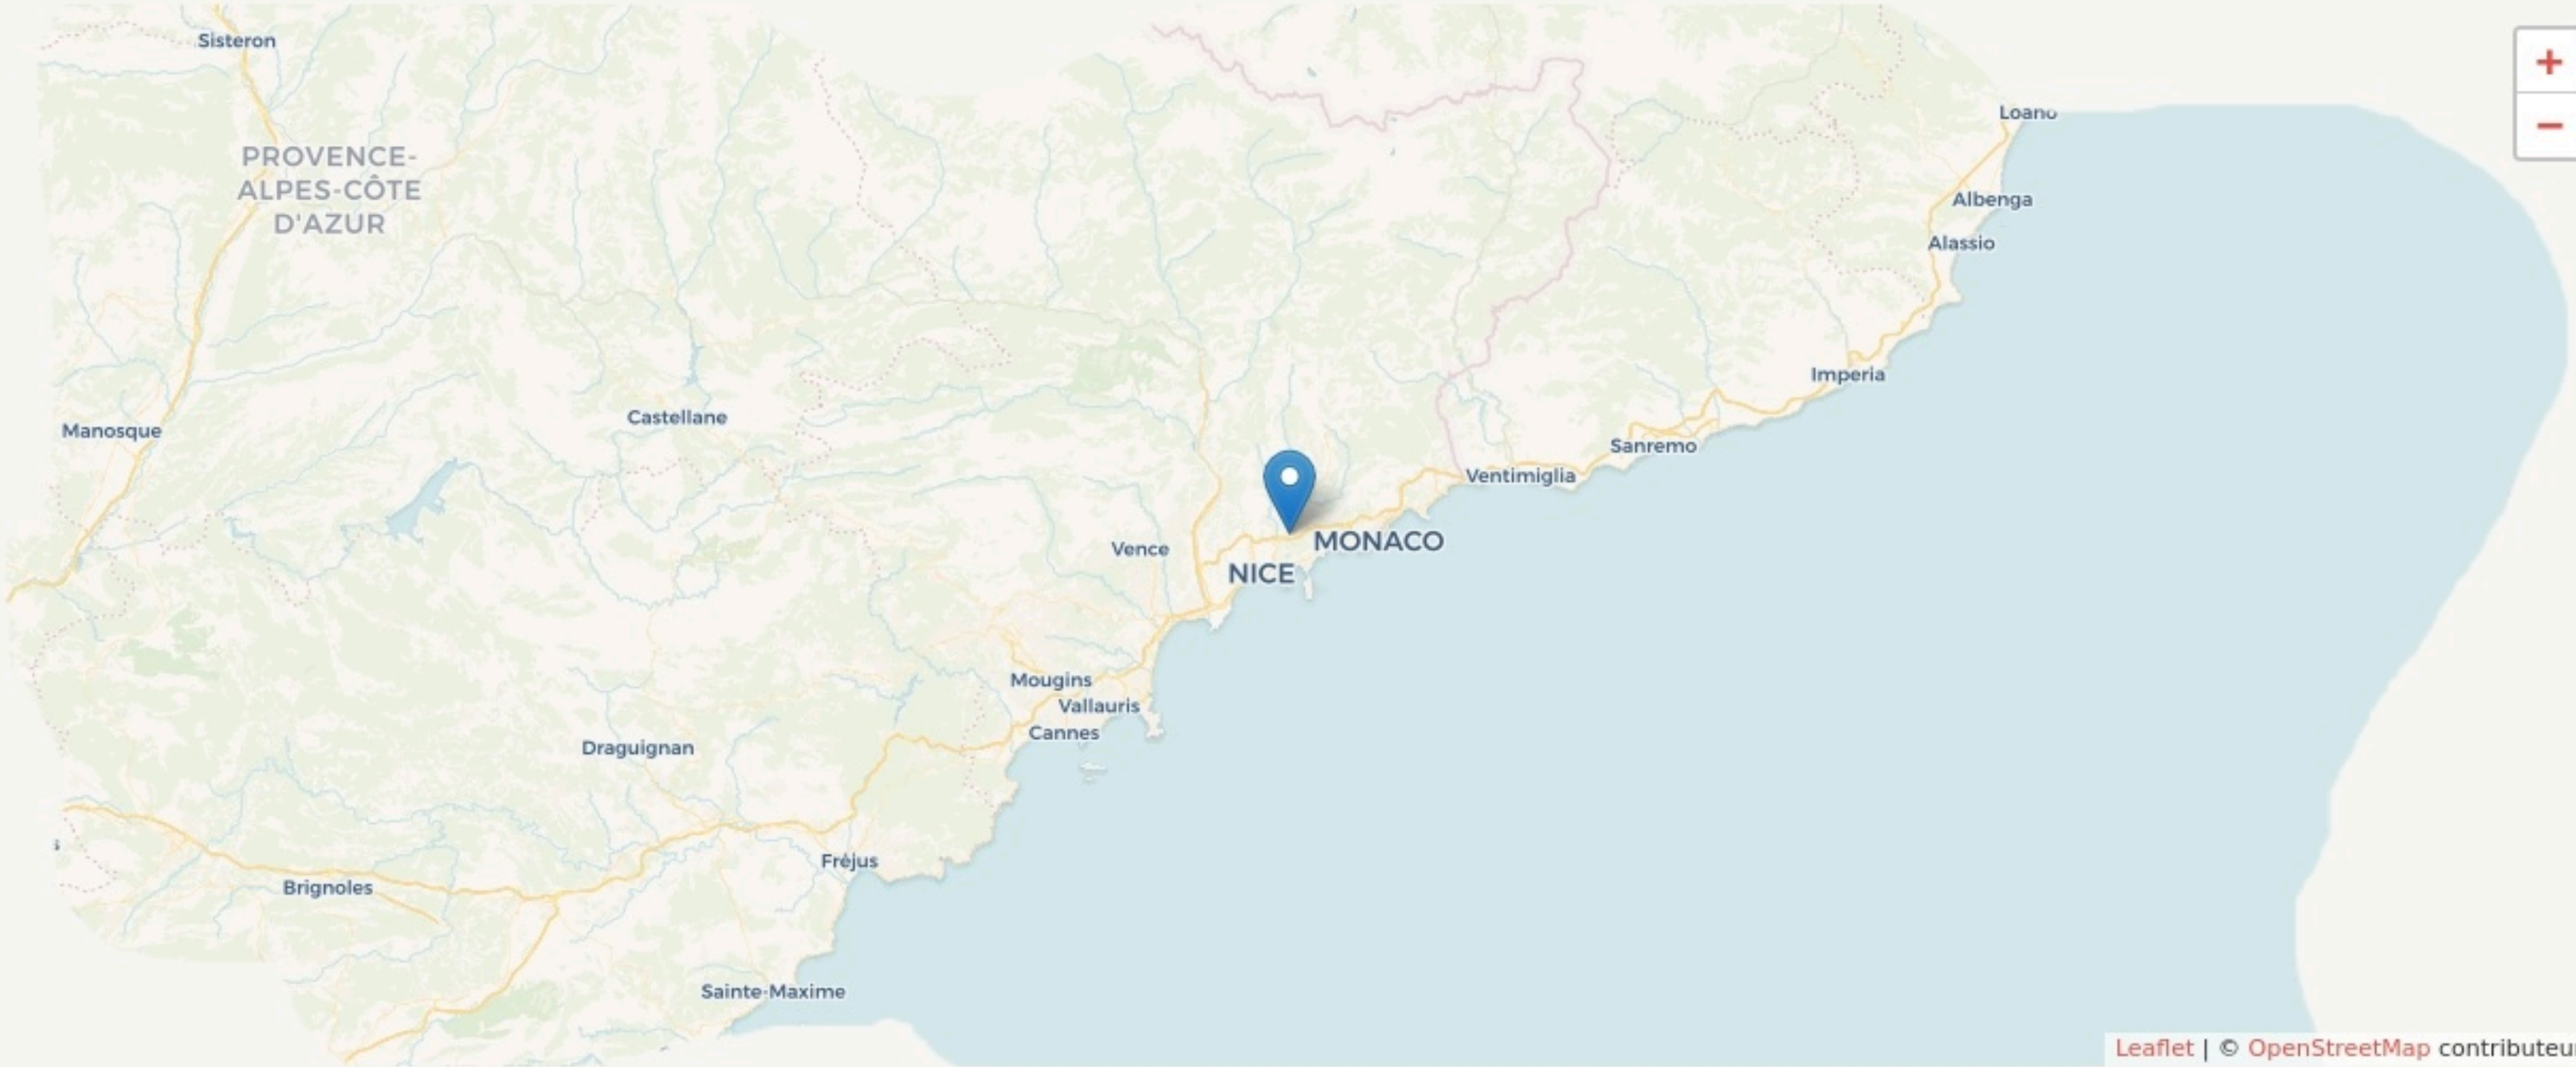 Sisteron
+
−
Loano
PROVENCE-
ALPES-CÔTE
D'AZUR
Albenga
Alassio
Imperia
Castellane
Manosque
Sanremo
Ventimiglia
MONACO
Vence
NICE
Mougins
Vallauris
Cannes
Draguignan
Fréjus
Brignoles
Sainte-Maxime
Leaflet | © OpenStreetMap contributeu